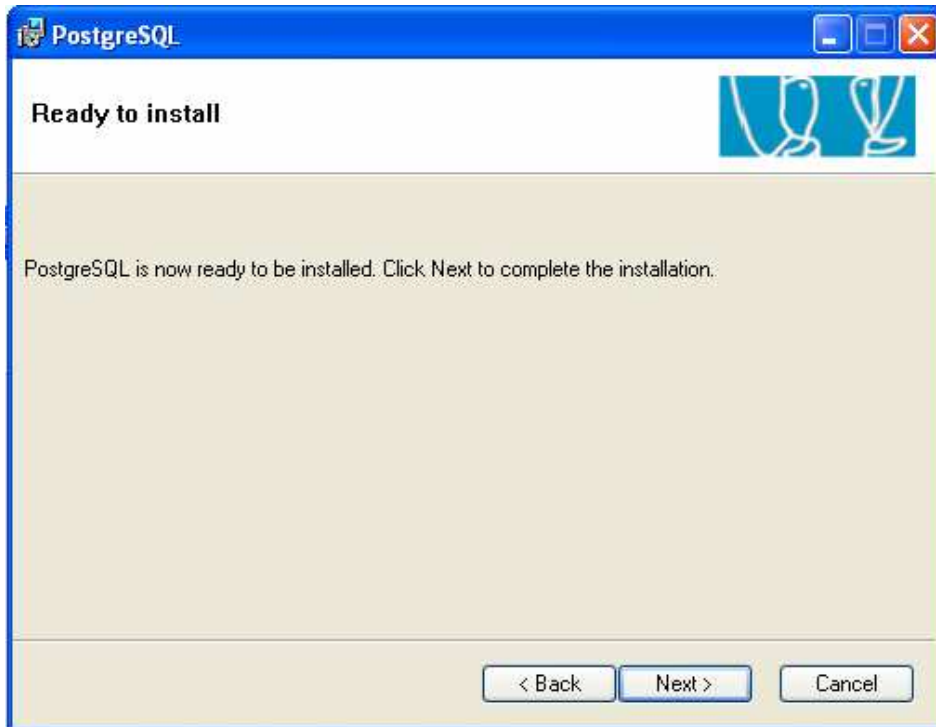 PostgreSQL
Ready to install
PostgreSQL is now ready to be installed. Click Next to complete the installation.
< Back
Next >
Cancel